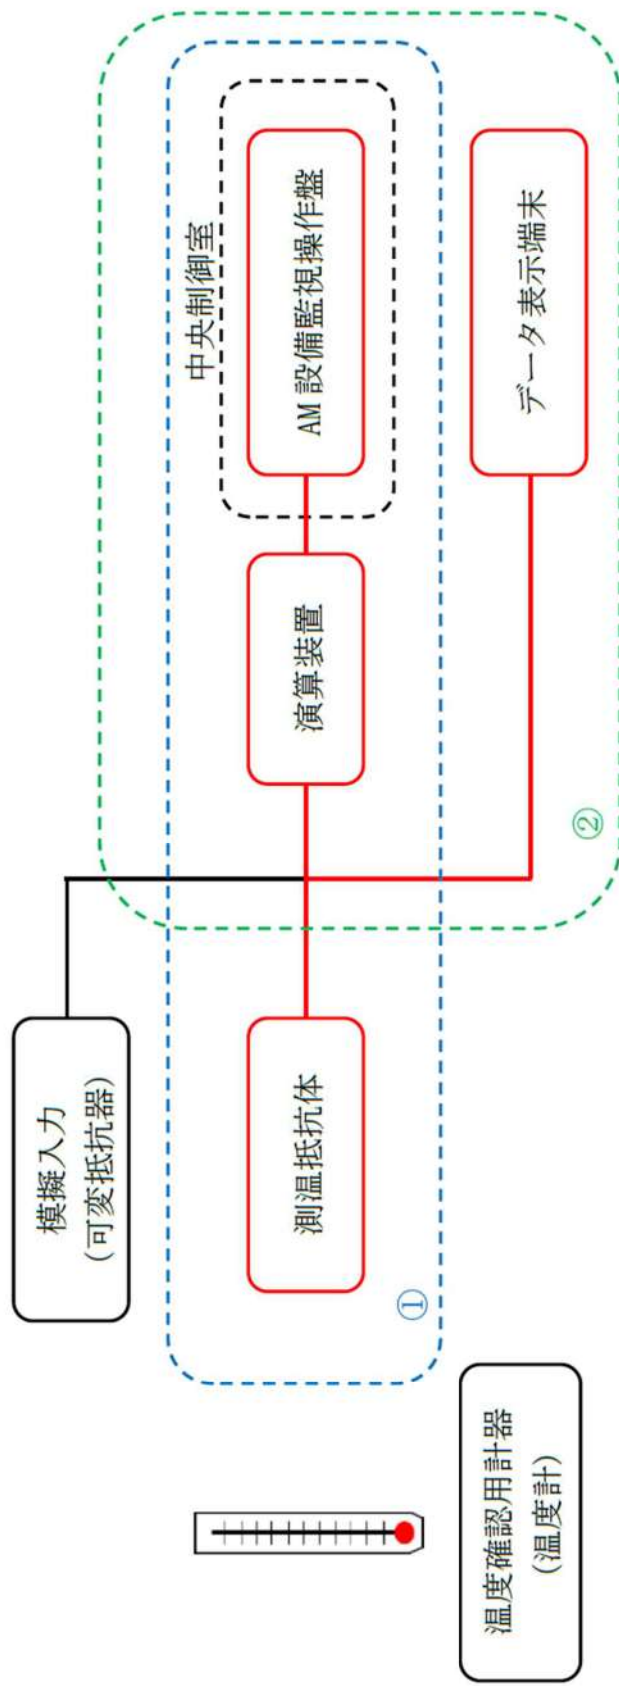 模擬入力
(可変抵抗器)
中央制御室
測温抵抗体
演算装置
AM 設備監視操作盤
①
②
温度確認用計器
(温度計)
データ表示端末